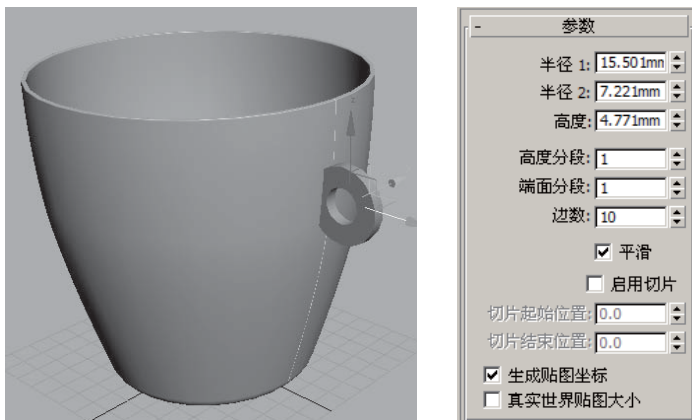 - 参数
半径 1: 15.501mm
半径 2: 7.221mm
高度: 4.771mm
高度分段: 1
端面分段: 1
边数: 10
平滑
启用切片
切片起始位置: 0.0
切片结束位置: 0.0
生成贴图坐标
真实世界贴图大小